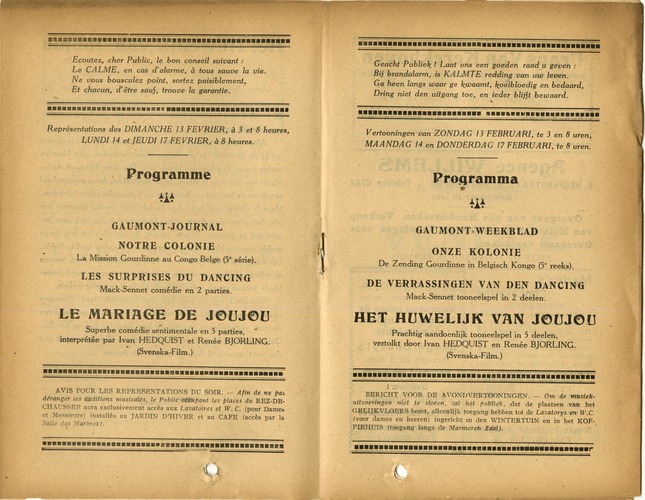 Ecoutez, cher Public, le bon conseil suivant :
Le CALME, en cas d'alarme, à tous sauve la vie.
Ne vous bousculez point, sortez paisiblement,
Et chacun, d'être sauf, trouve la garantie.
Représentations des DIMANCHE 13 FEVRIER, à 3 et 8 heures,
LUNDI 14 et JEUDI 17 FEVRIER, à 8 heures.
Programme
GAUMONT-JOURNAL
NOTRE COLONIE
La Mission Gourdinne au Congo Belge (5e série).
LES SURPRISES DU DANCING
Mack-Sennet comédie en 2 parties.
LE MARIAGE DE JOUJOU
Superbe comédie sentimentale en 5 parties,
interprétée par Ivan HEDQUIST et Renée BJORLING.
(Svenska-Film.)
AVIS POUR LES REPRESENTATIONS DU SOIR. — Afin de ne pas
déranger les auditions musicales, le Public occupant les places du REZ-DE-
CHAUSSEE aura exclusivement accès aux Lavatoires et W. C. (pour Dames
et Messieurs) installés au JARDIN D'HIVER et au CAFE (accès par la
Salle des Marbres).
Geacht Publiek ! Laat ons een goeden raad u geven :
Bij brandalarm, is KALMTE redding van uw leven.
Ga heen langs waar ge kwaamt, koelbloedig en bedaard,
Dring niet den uitgang toe, en ieder blijft bewaard.
Vertooningen van ZONDAG 13 FEBRUARI, te 3 en 8 uren,
MAANDAG 14 en DONDERDAG 17 FEBRUARI, te 8 uren.
Programma
GAUMONT-WEEKBLAD
ONZE KOLONIE
De Zending Gourdinne in Belgisch Kongo (5e reeks).
DE VERRASSINGEN VAN DEN DANCING
Mack-Sennet tooneelspel in 2 deelen.
HET HUWELIJK VAN JOUJOU
Prachtig aandoenlijk tooneelspel in 5 deelen,
vertolkt door Ivan HEDQUIST en Renée BJORLING.
(Svenska-Film.)
BERICHT VOOR DE AVONDVERTOONINGEN. — Om de muziek-
uitvoeringen niet te storen, zal het publiek, dat de plaatsen van het
GELIJKVLOERS bezet, alleenlijk toegang hebben tot de Lavatorys en W.C
(voor dames en heeren) ingericht in den WINTERTUIN en in het KOF-
FIEHUIS (toegang langs de Marmeren Zaal).